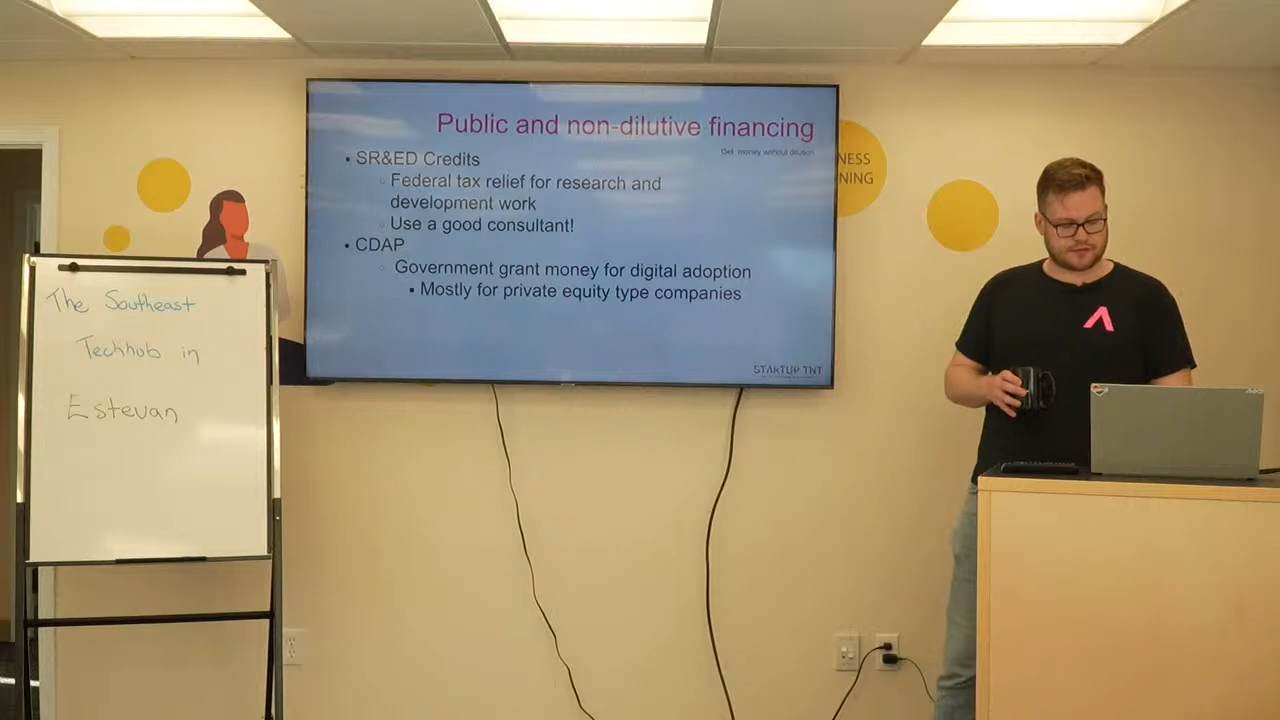 The Southeast
Techhub in
Estevan
Public and non-dilutive financing
Get money without dilution
• SR&ED Credits
○ Federal tax relief for research and
development work
○ Use a good consultant!
• CDAP
○ Government grant money for digital adoption
▪ Mostly for private equity type companies
STARTUP TNT
NESS
NING